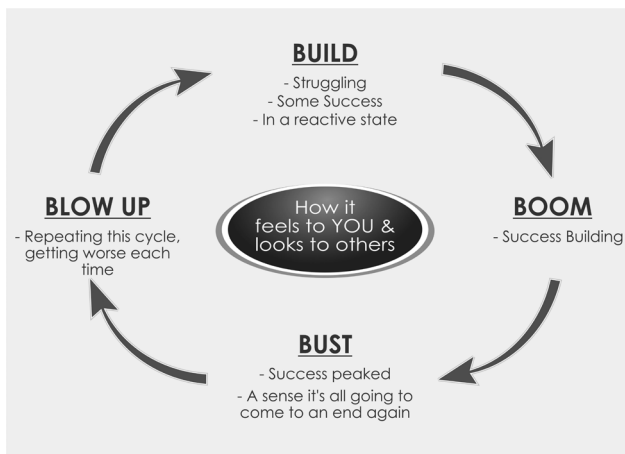 BUILD
- Struggling
- Some Success
- In a reactive state
BLOW UP
- Repeating this cycle,
getting worse each
time
How it
feels to YOU &
looks to others
BOOM
- Success Building
BUST
- Success peaked
- A sense it's all going to
come to an end again